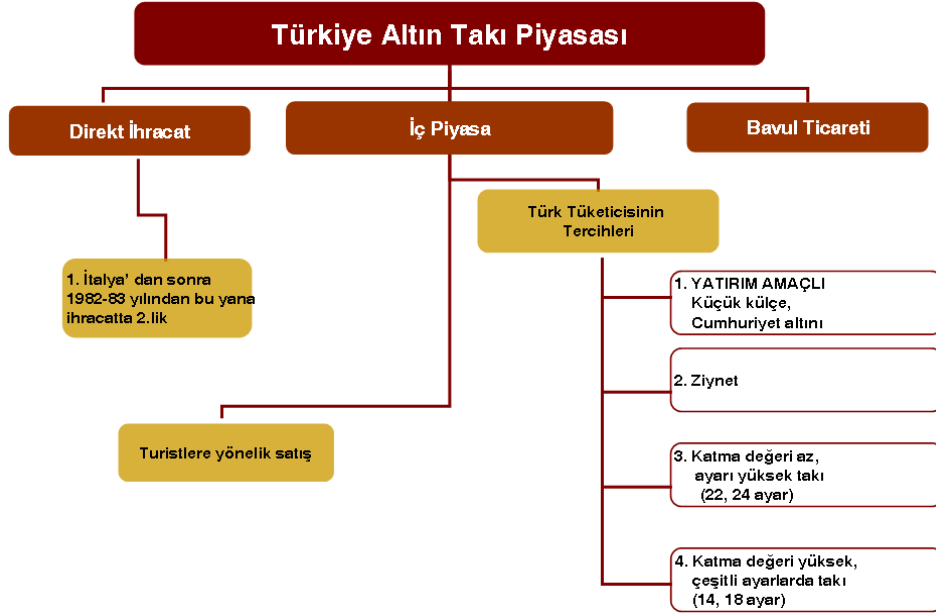 Türkiye Altın Takı Piyasası
Direkt İhracat
İç Piyasa
Bavul Ticareti
Türk Tüketicisinin
Tercihleri
1. İtalya' dan sonra
1982-83 yılından bu yana
ihracatta 2.lik
Turistlere yönelik satış
1. YATIRIM AMAÇLI
Küçük külçe,
Cumhuriyet altını
2. Ziynet
3. Katma değeri az,
ayarı yüksek takı
(22, 24 ayar)
4. Katma değeri yüksek,
çeşitli ayarlarda takı
(14, 18 ayar)